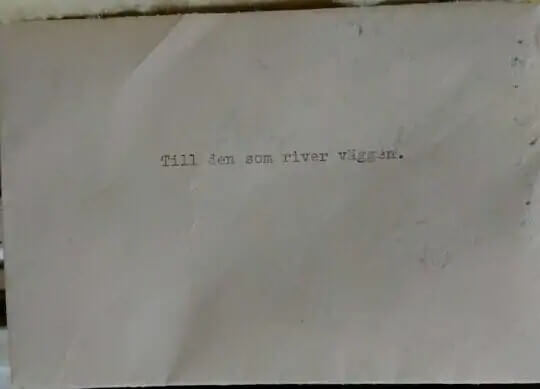 Till den som river väggen.